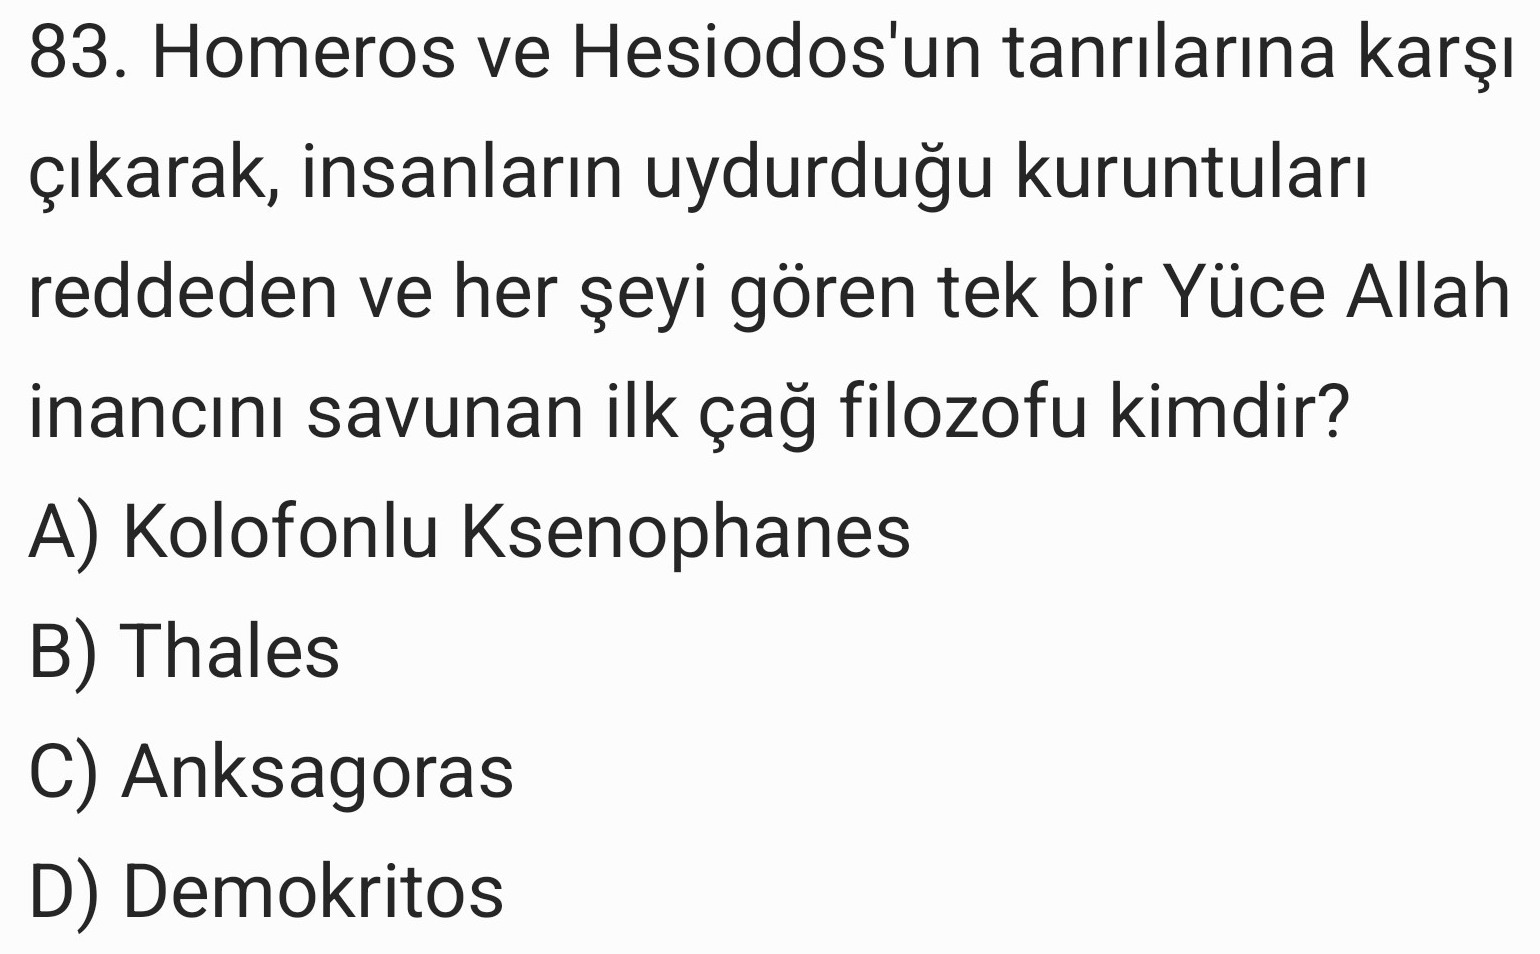 83. Homeros ve Hesiodos'un tanrılarına karşı
çıkarak, insanların uydurduğu kuruntuları
reddeden ve her şeyi gören tek bir Yüce Allah
inancını savunan ilk çağ filozofu kimdir?
A) Kolofonlu Ksenophanes
B) Thales
C) Anksagoras
D) Demokritos